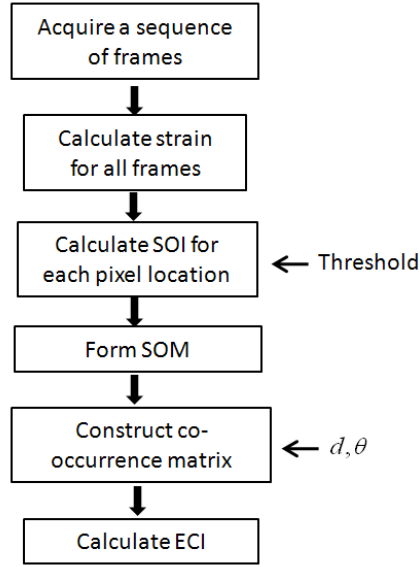 Acquire a sequence
of frames
Calculate strain
for all frames
Calculate SOI for
each pixel location
Threshold
Form SOM
Construct co-
occurrence matrix
d,θ
Calculate ECI